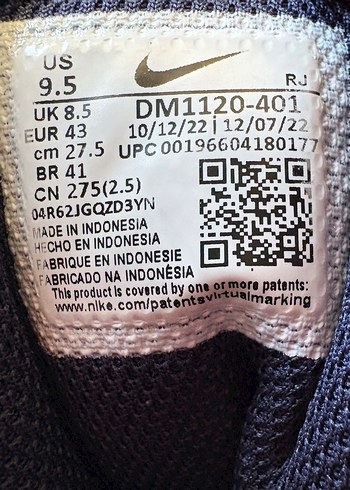 US
9.5
RJ
UK 8.5
DM1120-401
EUR 43
10/12/22 | 12/07/22
cm 27.5
UPC 001966604180177
BR 41
CN 275(2.5)
04R62JGQZD3YN
MADE IN INDONESIA
HECHO EN INDONESIA
FABRIQUE EN INDONESIE
FABRICADO NA INDONÉSIA
This product is covered by one or more patents:
www.nike.com/patentsvirtualmarking